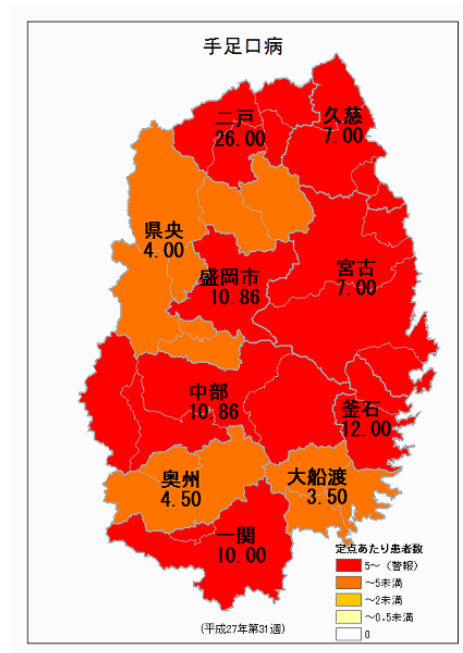 手足口病
二戸
26.00
久慈
7.00
県央
4.00
盛岡市
10.86
宮古
7.00
中部
10.86
釜石
12.00
奥州
4.50
大船渡
3.50
一関
10.00
定点あたり患者数
5～（警報）
～5未満
～2未満
～0.5未満
0
(平成27年第31週)